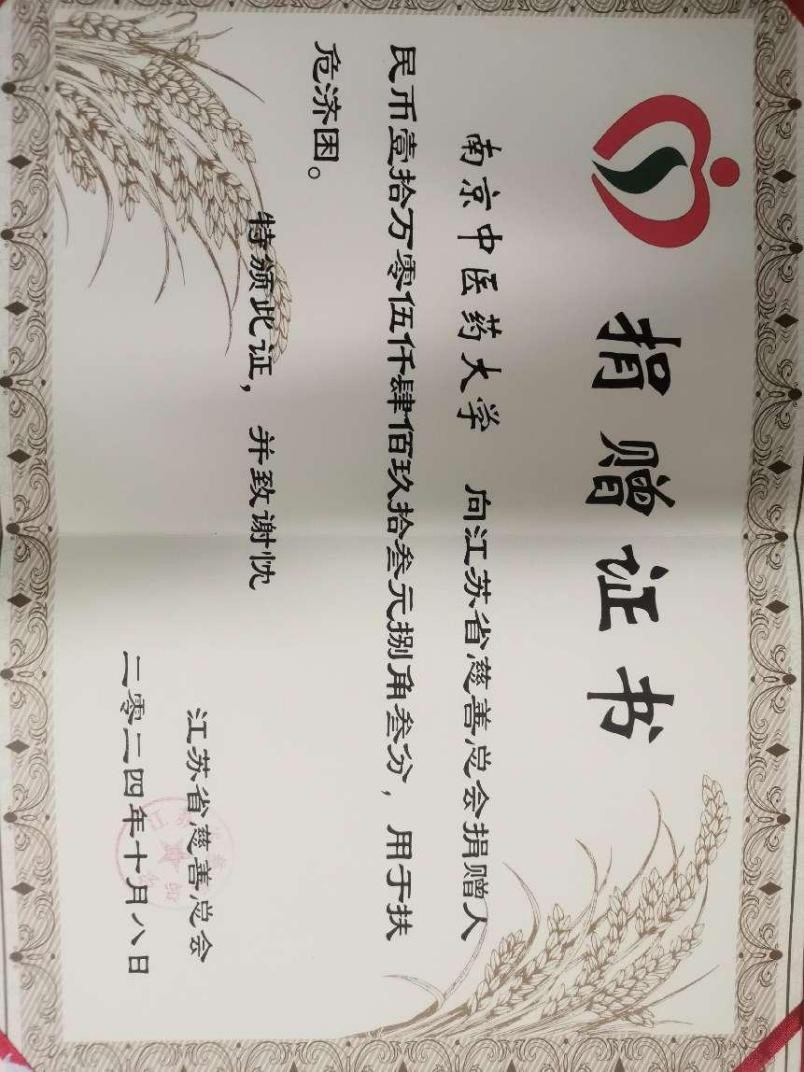 捐赠证书
南京中医药大学 向江苏省慈善总会捐赠人
民币壹拾万零伍仟肆佰玖拾叁元捌角叁分，用于扶
危济困。
特颁此证，并致谢忱
江苏省慈善总会
二零二四年十月八日